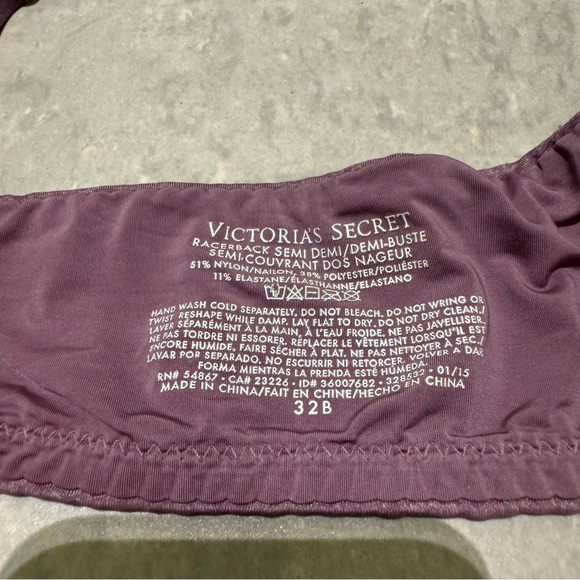 VICTORIA'S SECRET
RACERBACK SEMI DEMI/DEMI-BUSTE
SEMI-COUVRANT DOS NAGEUR
51% NYLON/NAILON, 38% POLYESTER/POLIÉSTER
11% ELASTANE/ÉLASTHANNE/ELASTANO
HAND WASH COLD SEPARATELY, DO NOT BLEACH. DO NOT WRING OR
TWIST RESHAPE WHILE DAMP. LAY FLAT TO DRY. DO NOT DRY CLEAN./
LAVER SÉPARÉMENT À LA MAIN, À L'EAU FROIDE. NE PAS JAVELLISER.
NE PAS TORDRE NI ESSORER. REPLACER LE VÊTEMENT LORSQU'IL EST
ENCORE HUMIDE, FAIRE SÉCHER À PLAT. NE PAS NETTOYER À SEC./
LAVAR POR SEPARADO. NO ESCURRIR NI RETORCER. VOLVER A DAR
FORMA MIENTRAS LA PRENDA ESTÉ HÚMEDA.
RN# 54867 - CA# 23226 - ID# 36007682 - 328532 - 01/15
MADE IN CHINA/FAIT EN CHINE/HECHO EN CHINA
32B